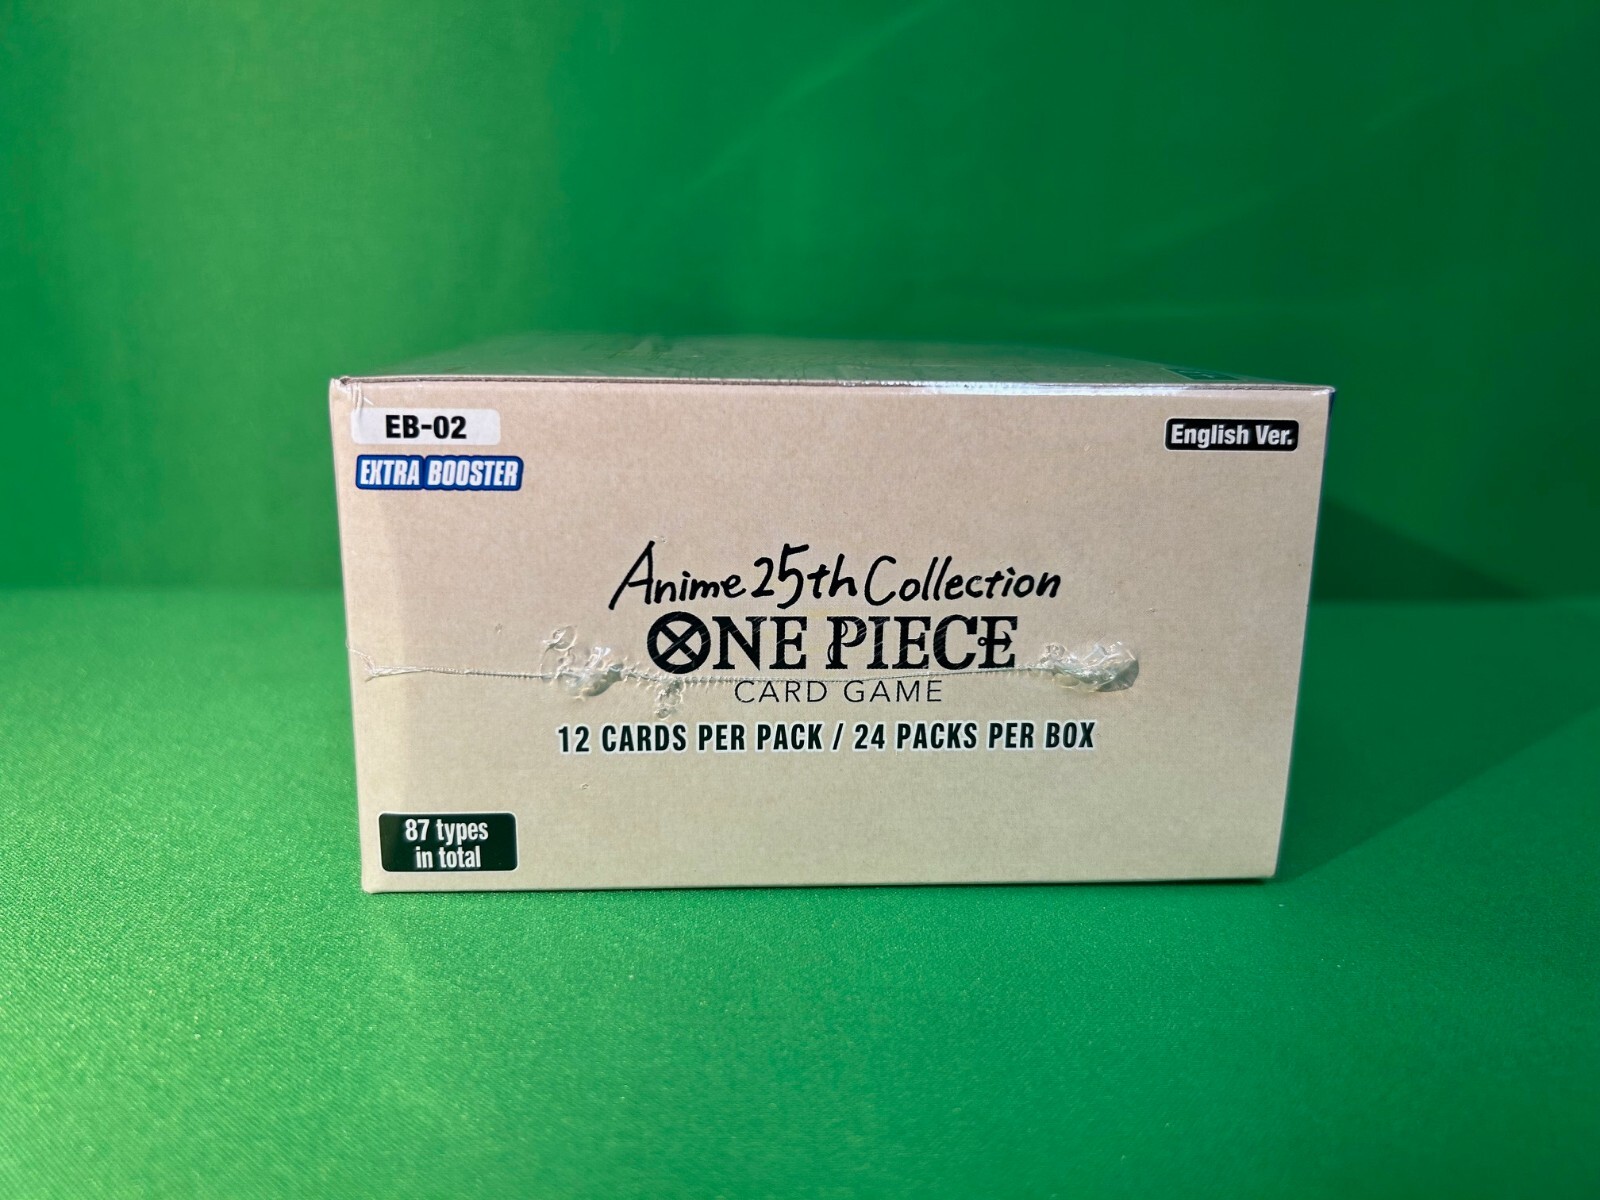 EB-02
English Ver.
EXTRA BOOSTER
Anime 25th Collection
ONE PIECE
CARD GAME
12 CARDS PER PACK / 24 PACKS PER BOX
87 types
in total